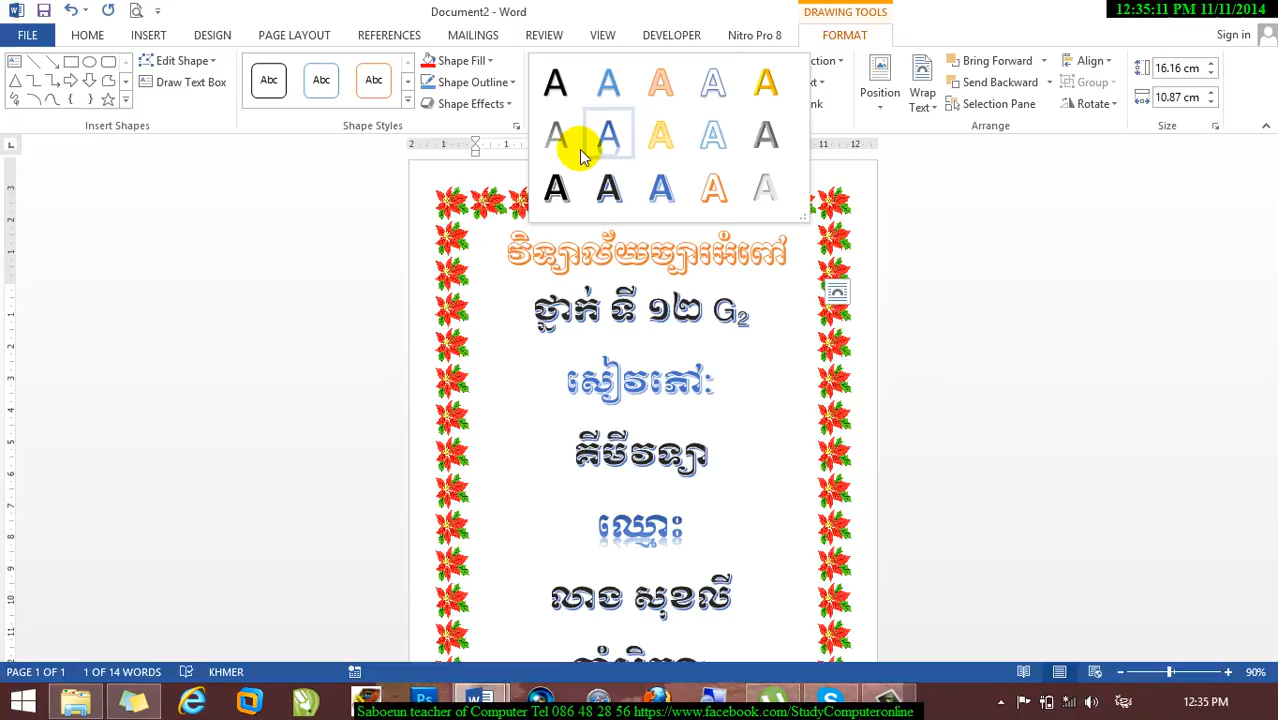 12:35:11 PM 11/11/2014
Document2 - Word
DRAWING TOOLS
FILE HOME INSERT DESIGN PAGE LAYOUT REFERENCES MAILINGS REVIEW VIEW DEVELOPER Nitro Pro 8 FORMAT Sign in
Edit Shape
Draw Text Box
Insert Shapes
Abc Abc Abc
Shape Fill
Shape Outline
Shape Effects
Shape Styles
A A A A A
A A A A A
A A A A A
Position
Wrap Text
Bring Forward
Send Backward
Selection Pane
Align
Group
Rotate
Arrange
16.16 cm
10.87 cm
Size
វិទ្យាល័យច្បារអំពៅ
ថ្នាក់ ទី ១២ G2
សៀវភៅ:
គីមីវទ្យា
ឈ្មោះ
លាង សុខលី
PAGE 1 OF 1 1 OF 14 WORDS KHMER 90%
12:35 PM
Saboeun teacher of Computer Tel 086 48 28 56 https://www.facebook.com/StudyComputeronline